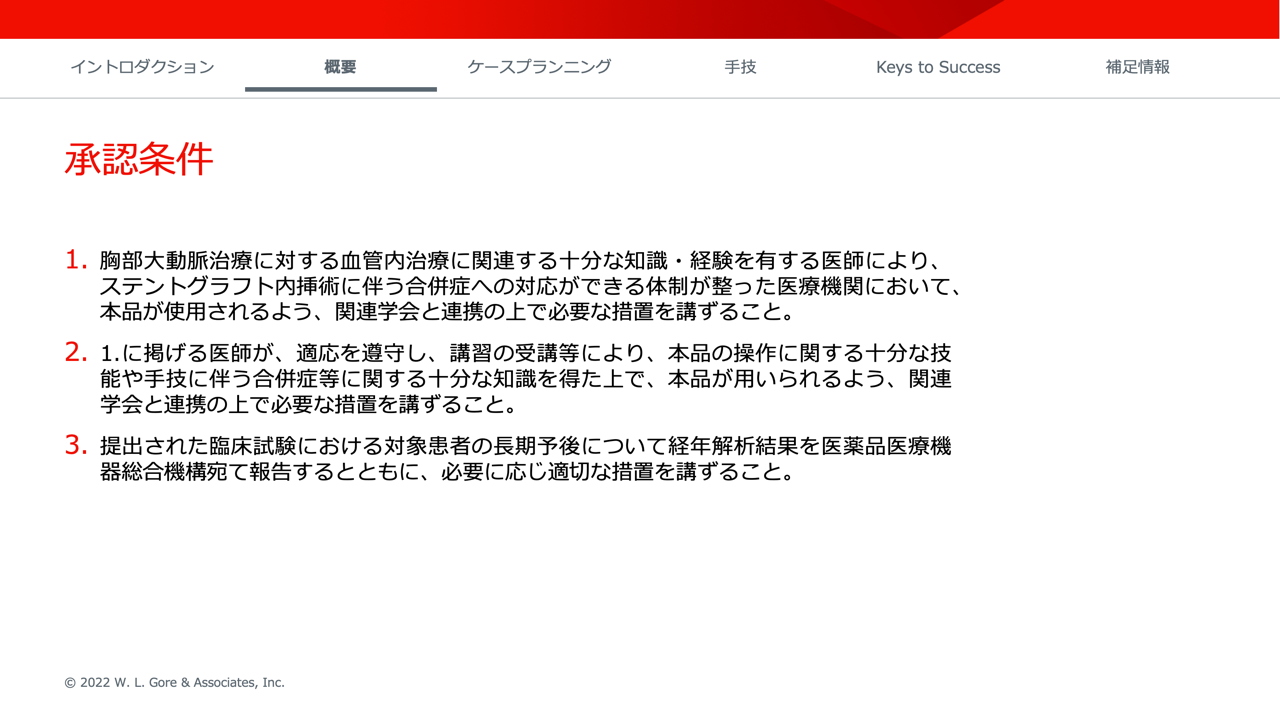 イントロダクション 概要 ケースプランニング 手技 Keys to Success 補足情報
承認条件
1. 胸部大動脈治療に対する血管内治療に関連する十分な知識・経験を有する医師により、
ステントグラフト内挿術に伴う合併症への対応ができる体制が整った医療機関において、
本品が使用されるよう、関連学会と連携の上で必要な措置を講ずること。
2. 1.に掲げる医師が、適応を遵守し、講習の受講等により、本品の操作に関する十分な技
能や手技に伴う合併症等に関する十分な知識を得た上で、本品が用いられるよう、関連
学会と連携の上で必要な措置を講ずること。
3. 提出された臨床試験における対象患者の長期予後について経年解析結果を医薬品医療機
器総合機構宛て報告するとともに、必要に応じ適切な措置を講ずること。
© 2022 W. L. Gore & Associates, Inc.